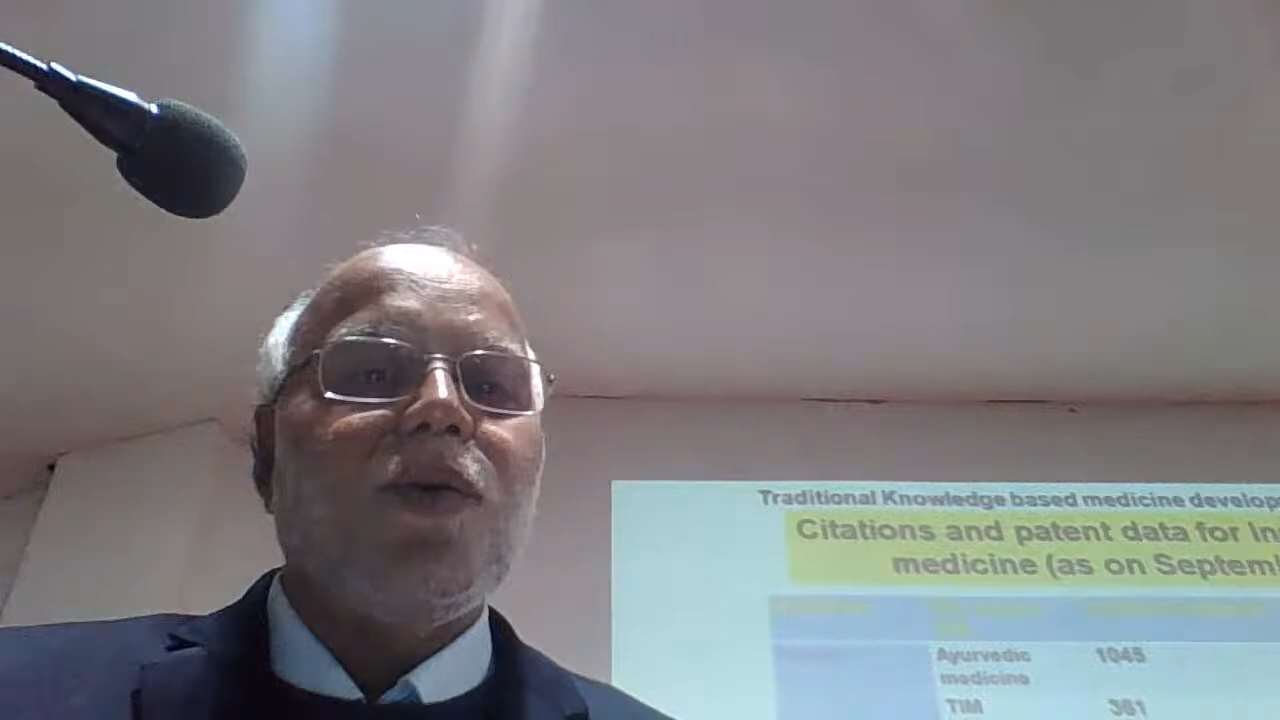 Traditional Knowledge based medicine develop
Citations and patent data for In
medicine (as on Septem
Ayurvedic 1045
medicine
TIM 361